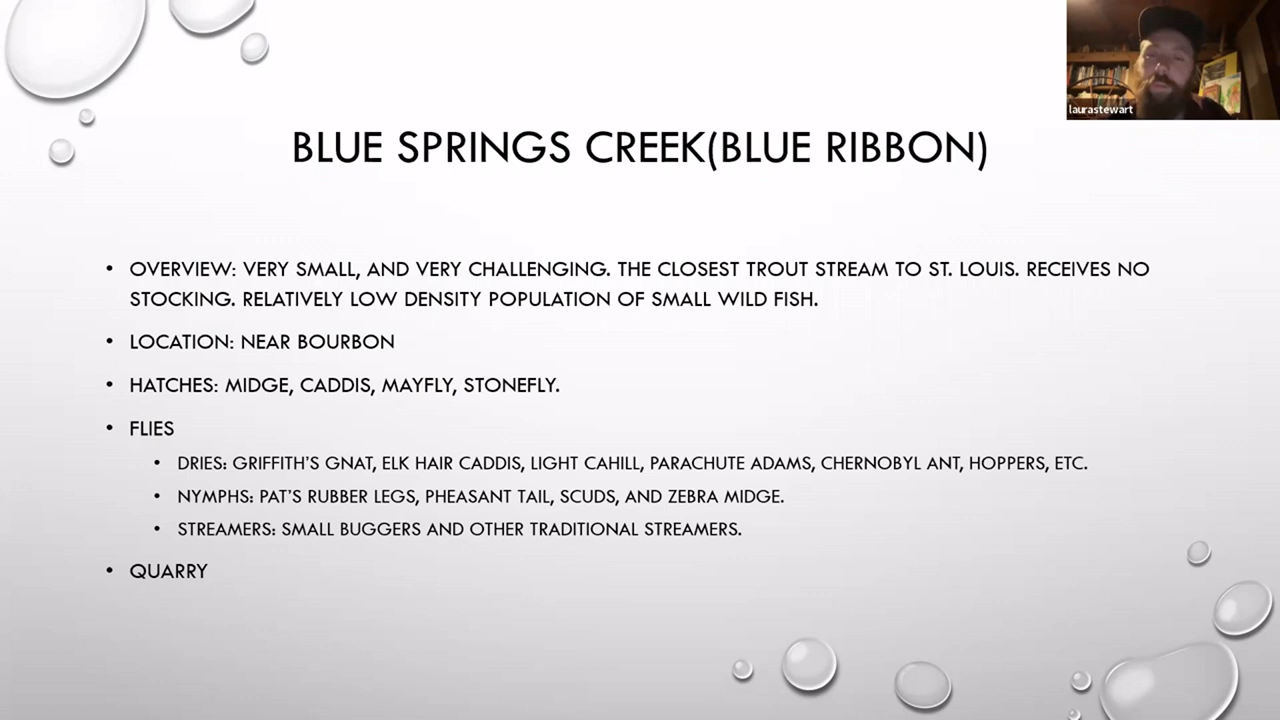 laurastewart
BLUE SPRINGS CREEK(BLUE RIBBON)
• OVERVIEW: VERY SMALL, AND VERY CHALLENGING. THE CLOSEST TROUT STREAM TO ST. LOUIS. RECEIVES NO
STOCKING. RELATIVELY LOW DENSITY POPULATION OF SMALL WILD FISH.
• LOCATION: NEAR BOURBON
• HATCHES: MIDGE, CADDIS, MAYFLY, STONEFLY.
• FLIES
• DRIES: GRIFFITH'S GNAT, ELK HAIR CADDIS, LIGHT CAHILL, PARACHUTE ADAMS, CHERNOBYL ANT, HOPPERS, ETC.
• NYMPHS: PAT'S RUBBER LEGS, PHEASANT TAIL, SCUDS, AND ZEBRA MIDGE.
• STREAMERS: SMALL BUGGERS AND OTHER TRADITIONAL STREAMERS.
• QUARRY